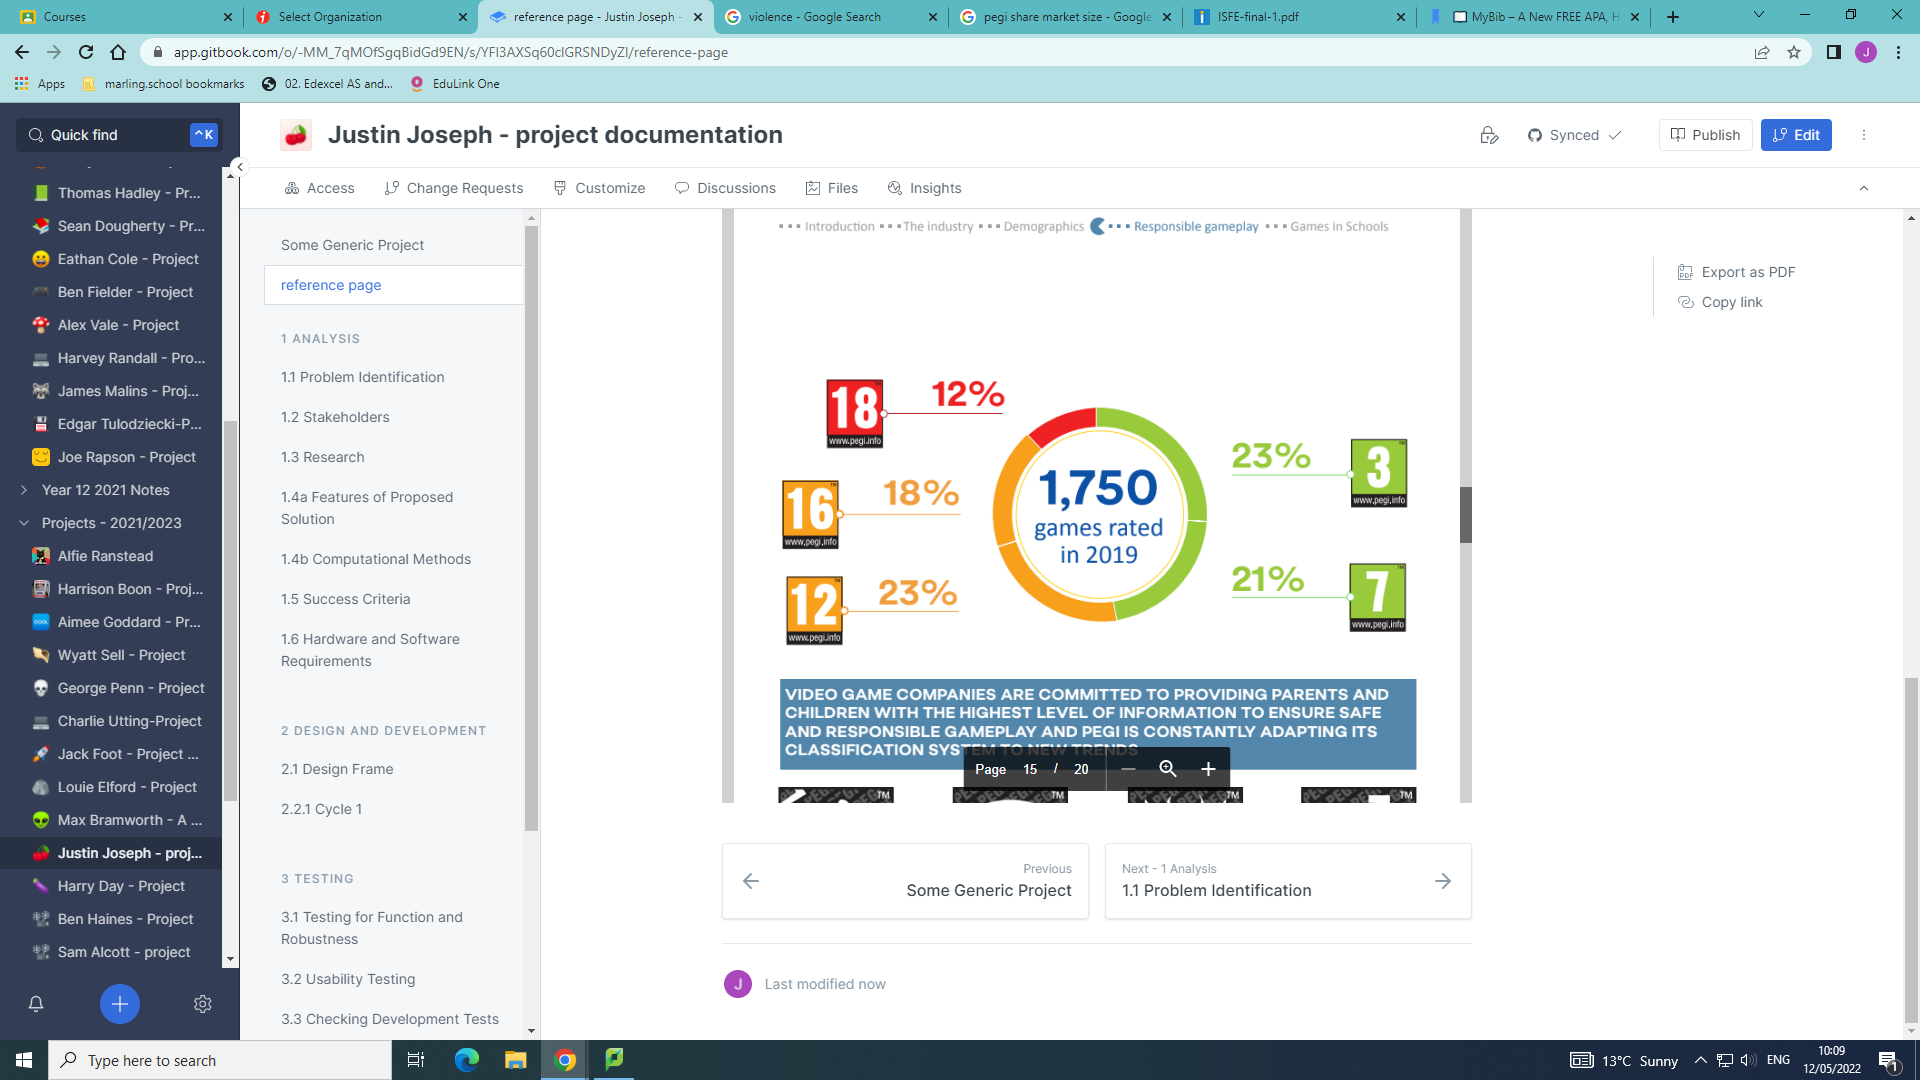 Courses
Select Organization
reference page - Justin Joseph -
violence - Google Search
pegi share market size - Google
ISFE-final-1.pdf
MyBib – A New FREE APA, H
app.gitbook.com/o/-MM_7qMOfSgqBidGd9EN/s/YFI3AXSq60clGRSNDyZl/reference-page
J
Apps
marling.school bookmarks
02. Edexcel AS and...
EduLink One
Quick find
^K
Justin Joseph - project documentation
Synced
Publish
Edit
Access
Change Requests
Customize
Discussions
Files
Insights
Thomas Hadley - Pr...
Sean Dougherty - Pr...
Eathan Cole - Project
Ben Fielder - Project
Alex Vale - Project
Harvey Randall - Pro...
James Malins - Proj...
Edgar Tulodziecki-P...
Joe Rapson - Project
Year 12 2021 Notes
Projects - 2021/2023
Alfie Ranstead
Harrison Boon - Proj...
Aimee Goddard - Pr...
Wyatt Sell - Project
George Penn - Project
Charlie Utting-Project
Jack Foot - Project ...
Louie Elford - Project
Max Bramworth - A ...
Justin Joseph - proj...
Harry Day - Project
Ben Haines - Project
Sam Alcott - project
Some Generic Project
reference page
1 ANALYSIS
1.1 Problem Identification
1.2 Stakeholders
1.3 Research
1.4a Features of Proposed
Solution
1.4b Computational Methods
1.5 Success Criteria
1.6 Hardware and Software
Requirements
2 DESIGN AND DEVELOPMENT
2.1 Design Frame
2.2.1 Cycle 1
3 TESTING
3.1 Testing for Function and
Robustness
3.2 Usability Testing
3.3 Checking Development Tests
Introduction The industry Demographics Responsible gameplay Games in Schools
18
www.pegi.info
12%
16
www.pegi.info
18%
12
www.pegi.info
23%
1,750
games rated
in 2019
23%
3
www.pegi.info
21%
7
www.pegi.info
VIDEO GAME COMPANIES ARE COMMITTED TO PROVIDING PARENTS AND
CHILDREN WITH THE HIGHEST LEVEL OF INFORMATION TO ENSURE SAFE
AND RESPONSIBLE GAMEPLAY AND PEGI IS CONSTANTLY ADAPTING ITS
CLASSIFICATION SYSTEM TO NEW TRENDS
Page 15 / 20
Export as PDF
Copy link
Previous
Some Generic Project
Next - 1 Analysis
1.1 Problem Identification
J
Last modified now
Type here to search
13°C Sunny
ENG
10:09
12/05/2022
1